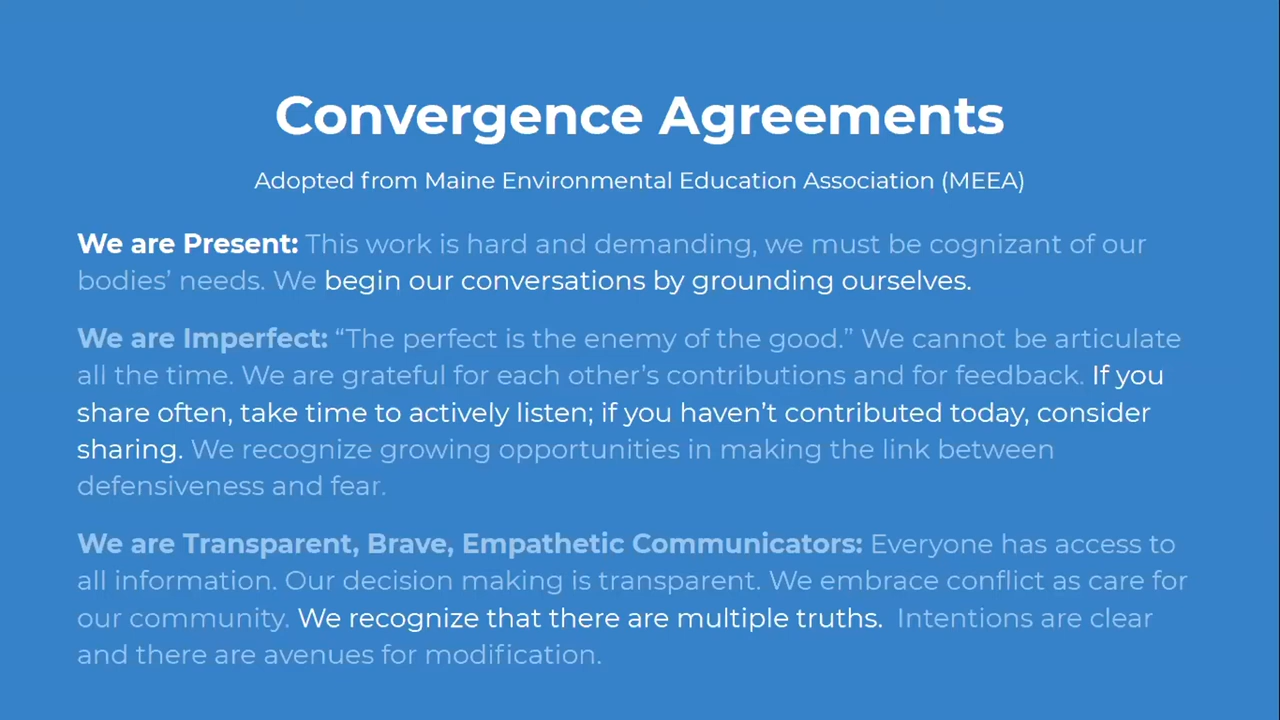 Convergence Agreements
Adopted from Maine Environmental Education Association (MEEA)
We are Present: This work is hard and demanding, we must be cognizant of our
bodies’ needs. We begin our conversations by grounding ourselves.
We are Imperfect: “The perfect is the enemy of the good.” We cannot be articulate
all the time. We are grateful for each other’s contributions and for feedback. If you
share often, take time to actively listen; if you haven’t contributed today, consider
sharing. We recognize growing opportunities in making the link between
defensiveness and fear.
We are Transparent, Brave, Empathetic Communicators: Everyone has access to
all information. Our decision making is transparent. We embrace conflict as care for
our community. We recognize that there are multiple truths. Intentions are clear
and there are avenues for modification.